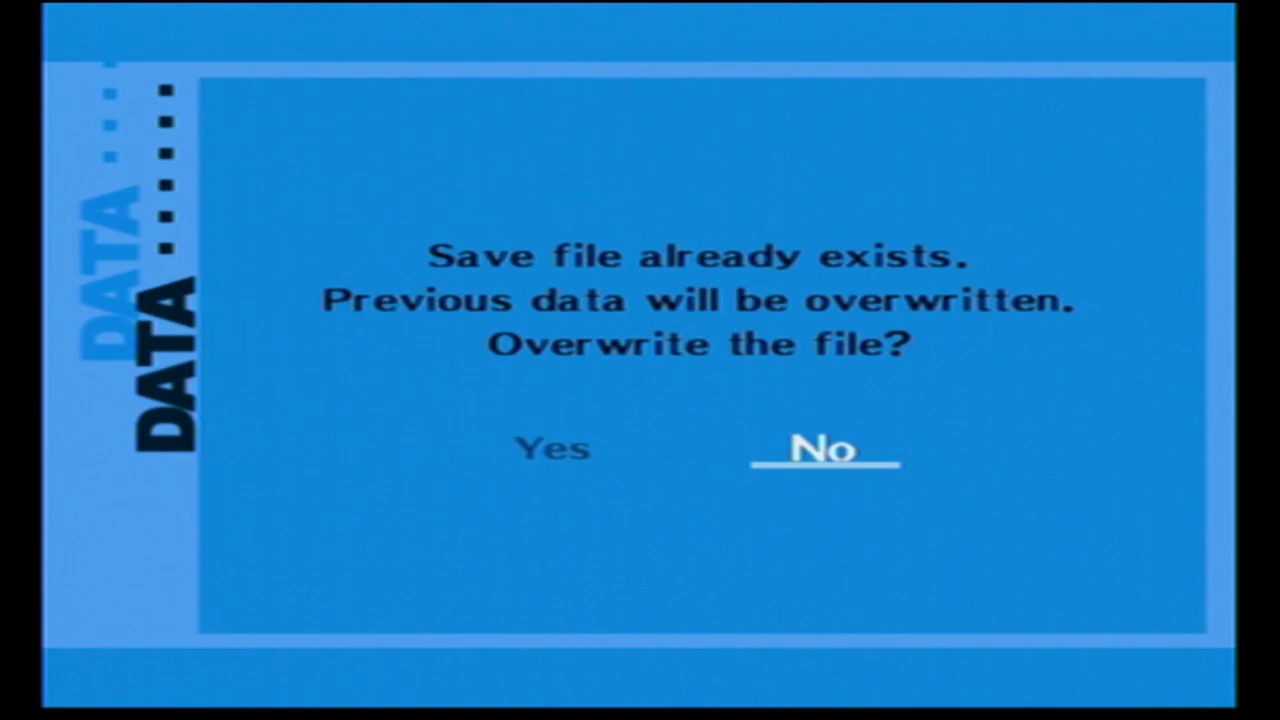 DATA
DATA
Save file already exists.
Previous data will be overwritten.
Overwrite the file?
Yes
No